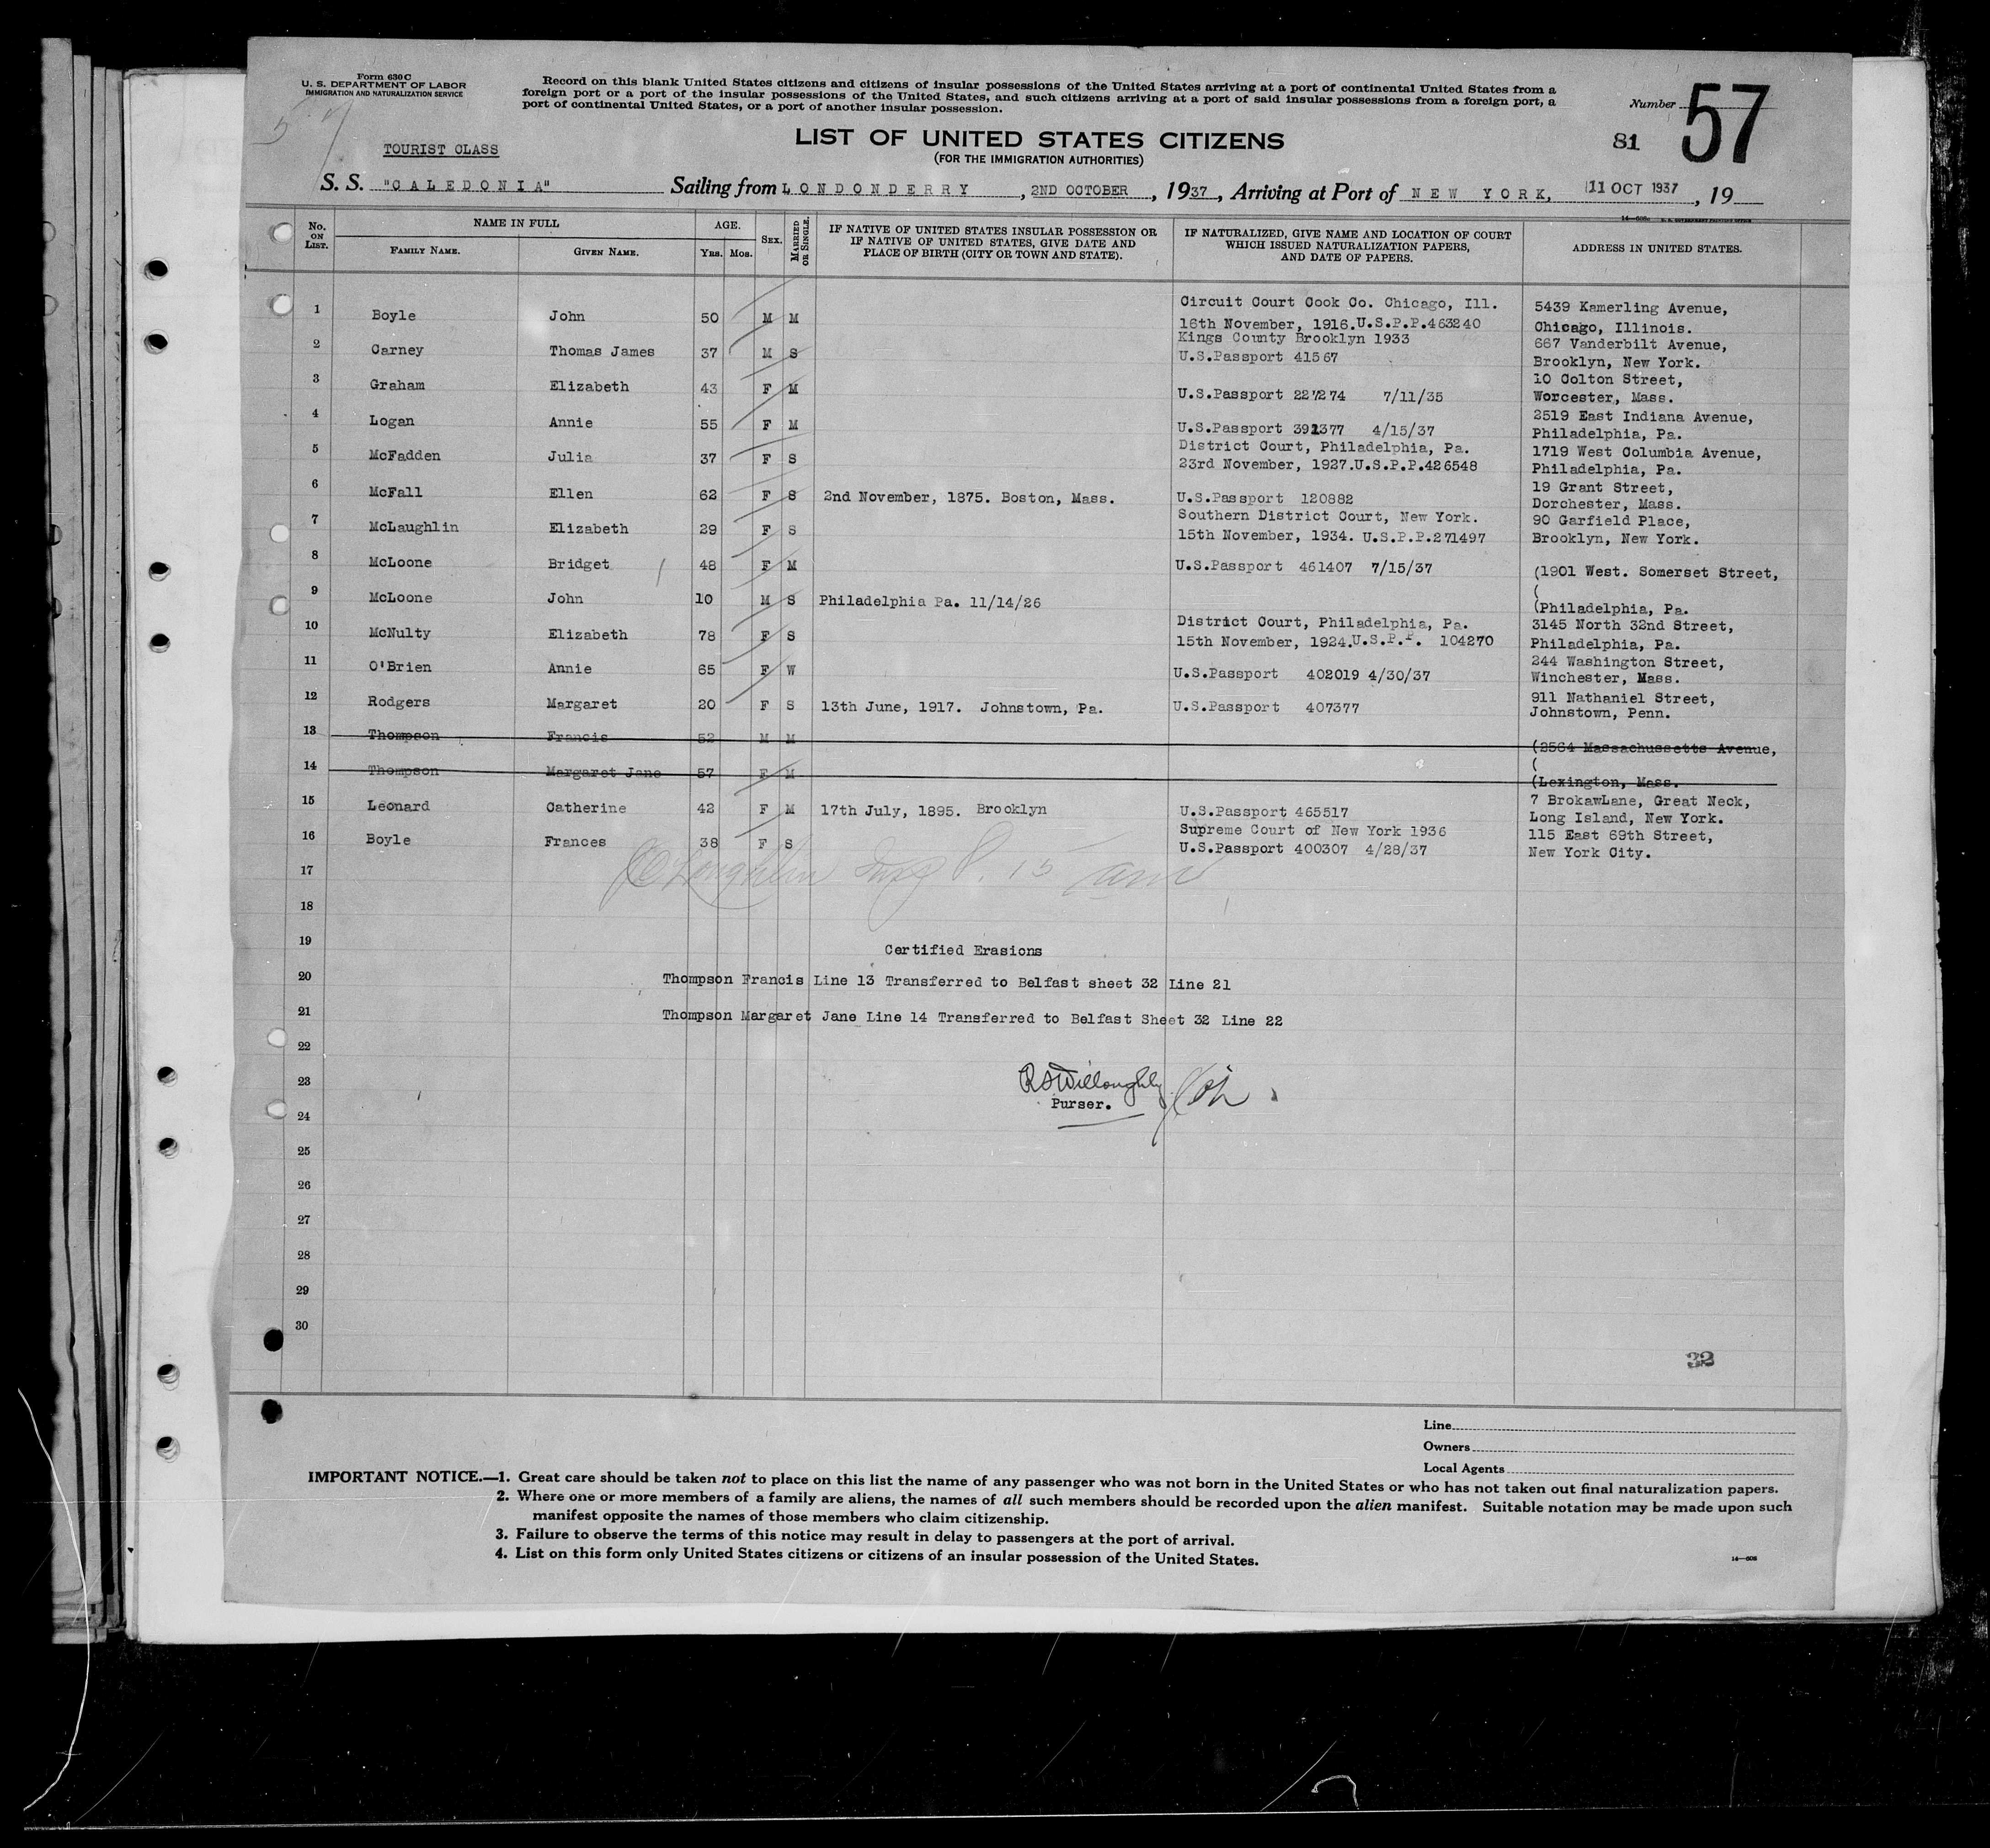 Form 630 C
U. S. DEPARTMENT OF LABOR
IMMIGRATION AND NATURALIZATION SERVICE
57
Record on this blank United States citizens and citizens of insular possessions of the United States arriving at a port of continental United States from a
foreign port or a port of the insular possessions of the United States, and such citizens arriving at a port of said insular possessions from a foreign port, a
port of continental United States, or a port of another insular possession.
Number 57
81
LIST OF UNITED STATES CITIZENS
(FOR THE IMMIGRATION AUTHORITIES)
TOURIST CLASS
S. S. "CALEDONIA" Sailing from LONDONDERRY, 2ND OCTOBER, 1937, Arriving at Port of NEW YORK, 11 OCT 1937, 19
No. ON LIST. NAME IN FULL FAMILY NAME. GIVEN NAME. AGE. YRS. MOS. SEX. MARRIED OR SINGLE. IF NATIVE OF UNITED STATES INSULAR POSSESSION OR IF NATIVE OF UNITED STATES, GIVE DATE AND PLACE OF BIRTH (CITY OR TOWN AND STATE). IF NATURALIZED, GIVE NAME AND LOCATION OF COURT WHICH ISSUED NATURALIZATION PAPERS, AND DATE OF PAPERS. ADDRESS IN UNITED STATES.
1 Boyle John 50 M M Circuit Court Cook Co. Chicago, Ill. 5439 Kamerling Avenue,
16th November, 1916.U.S.P.P.463240 Chicago, Illinois.
2 Carney Thomas James 37 M S Kings County Brooklyn 1933 667 Vanderbilt Avenue,
U.S.Passport 41567 Brooklyn, New York.
3 Graham Elizabeth 43 F M 10 Colton Street,
U.S.Passport 227274 7/11/35 Worcester, Mass.
4 Logan Annie 55 F M 2519 East Indiana Avenue,
U.S.Passport 391377 4/15/37 Philadelphia, Pa.
5 McFadden Julia 37 F S District Court, Philadelphia, Pa. 1719 West Columbia Avenue,
23rd November, 1927.U.S.P.P.426548 Philadelphia, Pa.
6 McFall Ellen 62 F S 2nd November, 1875. Boston, Mass. U.S.Passport 120882 19 Grant Street,
Dorchester, Mass.
7 McLaughlin Elizabeth 29 F S Southern District Court, New York. 90 Garfield Place,
15th November, 1934. U.S.P.P.271497 Brooklyn, New York.
8 McLoone Bridget 48 F M U.S.Passport 461407 7/15/37 (1901 West. Somerset Street,
(
9 McLoone John 10 M S Philadelphia Pa. 11/14/26 (Philadelphia, Pa.
10 McNulty Elizabeth 78 F S District Court, Philadelphia, Pa. 3145 North 32nd Street,
15th November, 1924.U.S.P.P. 104270 Philadelphia, Pa.
11 O'Brien Annie 65 F W 244 Washington Street,
U.S.Passport 402019 4/30/37 Winchester, Mass.
12 Rodgers Margaret 20 F S 13th June, 1917. Johnstown, Pa. U.S.Passport 407377 911 Nathaniel Street,
Johnstown, Penn.
13 Thompson Francis 52 M M (2564 Massachussetts Avenue,
(
14 Thompson Margaret Jane 57 F M (Lexington, Mass.
15 Leonard Catherine 42 F M 17th July, 1895. Brooklyn U.S.Passport 465517 7 BrokawLane, Great Neck,
Long Island, New York.
16 Boyle Frances 38 F S Supreme Court of New York 1936 115 East 69th Street,
U.S.Passport 400307 4/28/37 New York City.
17
18
19 Certified Erasions
20 Thompson Francis Line 13 Transferred to Belfast sheet 32 Line 21
21 Thompson Margaret Jane Line 14 Transferred to Belfast Sheet 32 Line 22
22
23 Willoughby
24 Purser.
25
26
27
28
29
30
32
Line
Owners
Local Agents
IMPORTANT NOTICE.—1. Great care should be taken not to place on this list the name of any passenger who was not born in the United States or who has not taken out final naturalization papers.
2. Where one or more members of a family are aliens, the names of all such members should be recorded upon the alien manifest. Suitable notation may be made upon such
manifest opposite the names of those members who claim citizenship.
3. Failure to observe the terms of this notice may result in delay to passengers at the port of arrival.
4. List on this form only United States citizens or citizens of an insular possession of the United States.